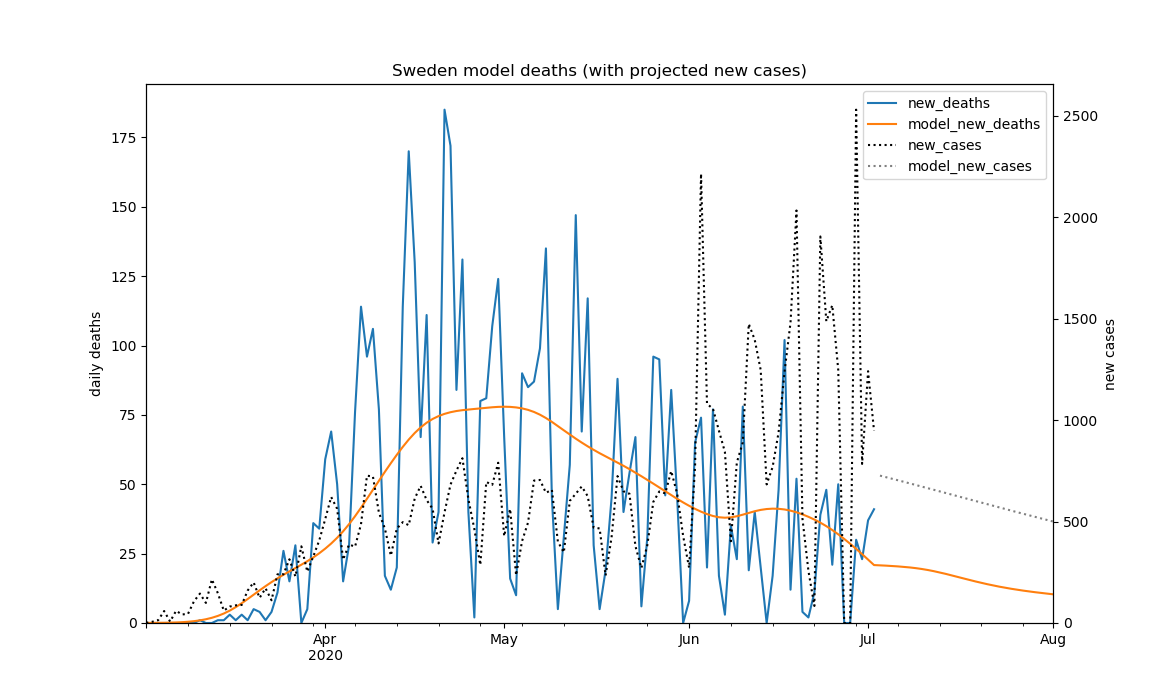 Sweden model deaths (with projected new cases)
new_deaths
model_new_deaths
new_cases
model_new_cases
175
150
125
100
75
50
25
0
daily deaths
2500
2000
1500
1000
500
0
new cases
Apr
2020
May
Jun
Jul
Aug